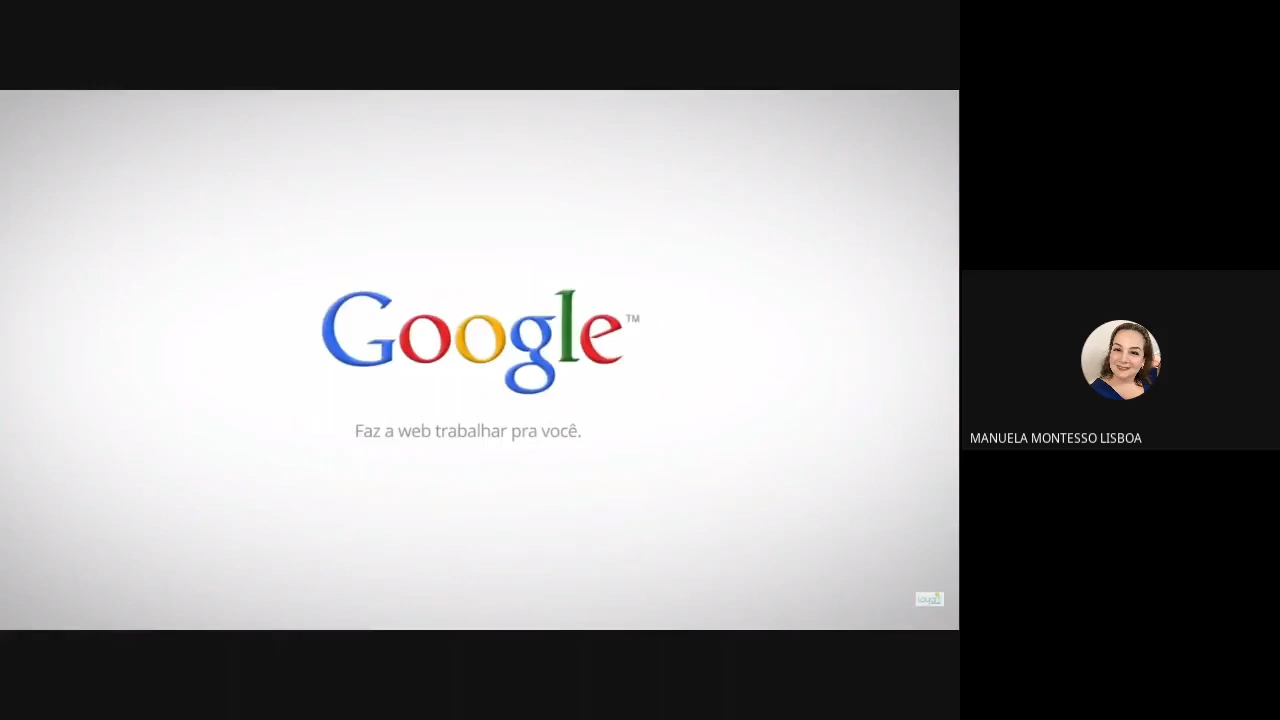 Google™
Faz a web trabalhar pra você.
MANUELA MONTESSO LISBOA